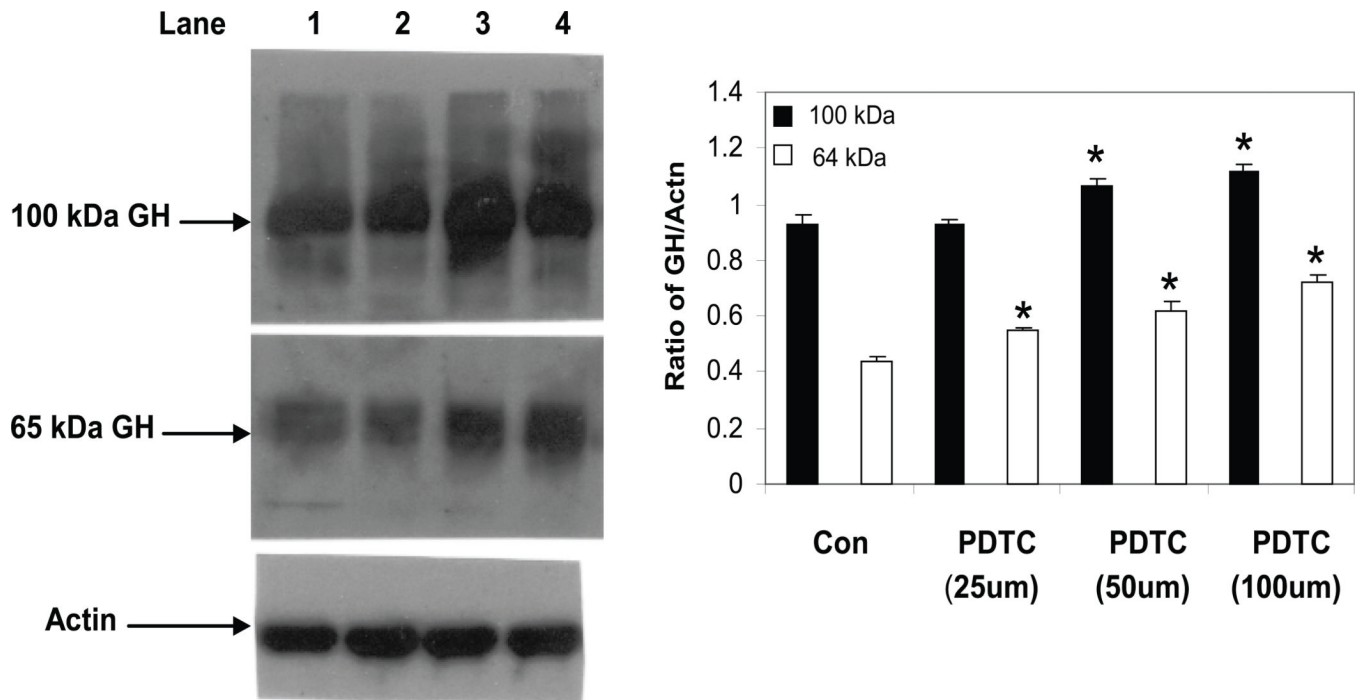 Lane 1 2 3 4
100 kDa GH
65 kDa GH
Actin
1.4
1.2
1
0.8
0.6
0.4
0.2
0
Ratio of GH/Actn
100 kDa
64 kDa
* * * * *
Con PDTC PDTC PDTC
(25um) (50um) (100um)